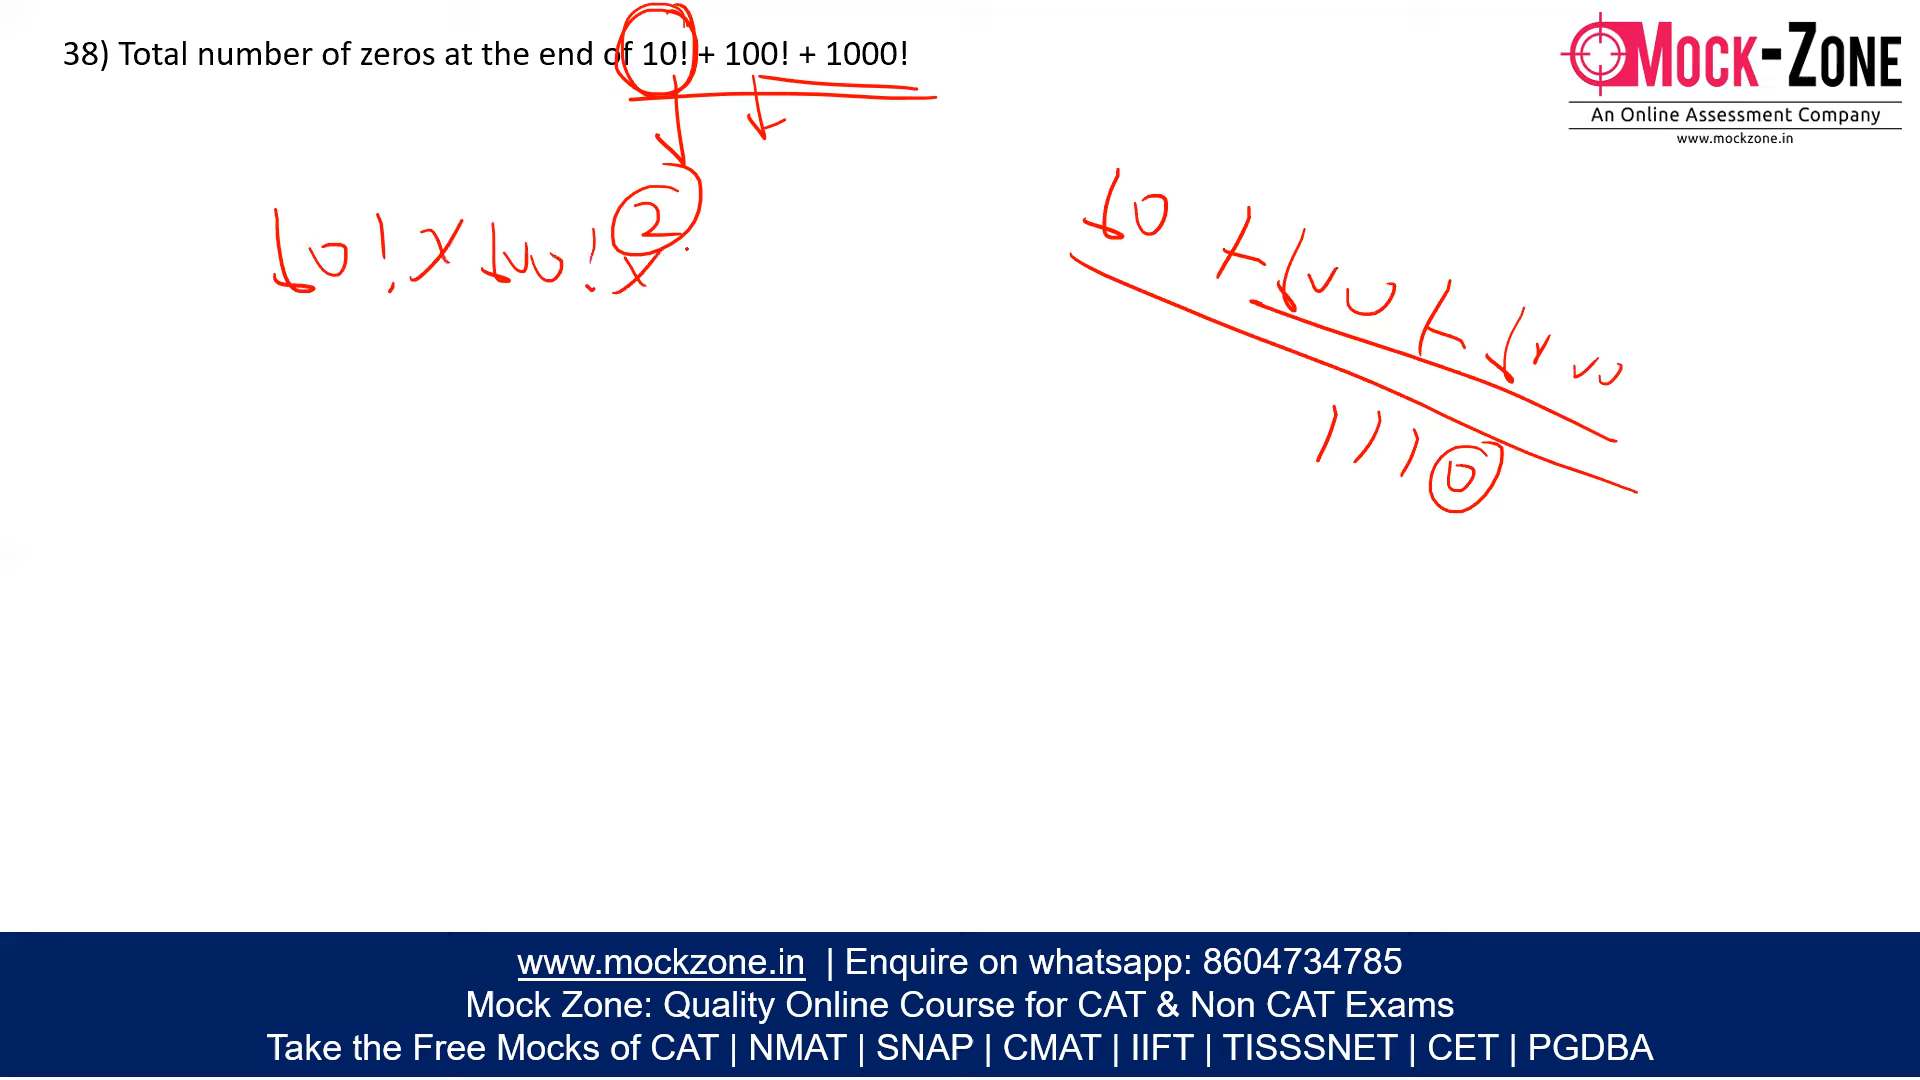 38) Total number of zeros at the end of 10! + 100! + 1000!
MOCK-ZONE
An Online Assessment Company
www.mockzone.in
2
10! x 100! x
10 + 100 + 1000
1110
www.mockzone.in | Enquire on whatsapp: 8604734785
Mock Zone: Quality Online Course for CAT & Non CAT Exams
Take the Free Mocks of CAT | NMAT | SNAP | CMAT | IIFT | TISSSNET | CET | PGDBA